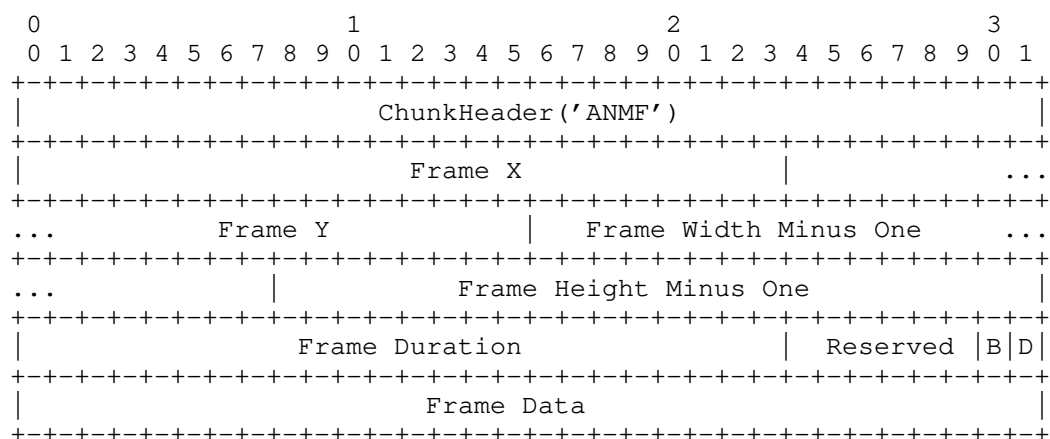 0                   1                   2                   3
 0 1 2 3 4 5 6 7 8 9 0 1 2 3 4 5 6 7 8 9 0 1 2 3 4 5 6 7 8 9 0 1
+-+-+-+-+-+-+-+-+-+-+-+-+-+-+-+-+-+-+-+-+-+-+-+-+-+-+-+-+-+-+-+-+
|                      ChunkHeader('ANMF')                      |
+-+-+-+-+-+-+-+-+-+-+-+-+-+-+-+-+-+-+-+-+-+-+-+-+-+-+-+-+-+-+-+-+
|                        Frame X                |             ...
+-+-+-+-+-+-+-+-+-+-+-+-+-+-+-+-+-+-+-+-+-+-+-+-+-+-+-+-+-+-+-+-+
...          Frame Y            |   Frame Width Minus One     ...
+-+-+-+-+-+-+-+-+-+-+-+-+-+-+-+-+-+-+-+-+-+-+-+-+-+-+-+-+-+-+-+-+
...             |           Frame Height Minus One              |
+-+-+-+-+-+-+-+-+-+-+-+-+-+-+-+-+-+-+-+-+-+-+-+-+-+-+-+-+-+-+-+-+
|                 Frame Duration                |  Reserved |B|D|
+-+-+-+-+-+-+-+-+-+-+-+-+-+-+-+-+-+-+-+-+-+-+-+-+-+-+-+-+-+-+-+-+
|                         Frame Data                            |
+-+-+-+-+-+-+-+-+-+-+-+-+-+-+-+-+-+-+-+-+-+-+-+-+-+-+-+-+-+-+-+-+